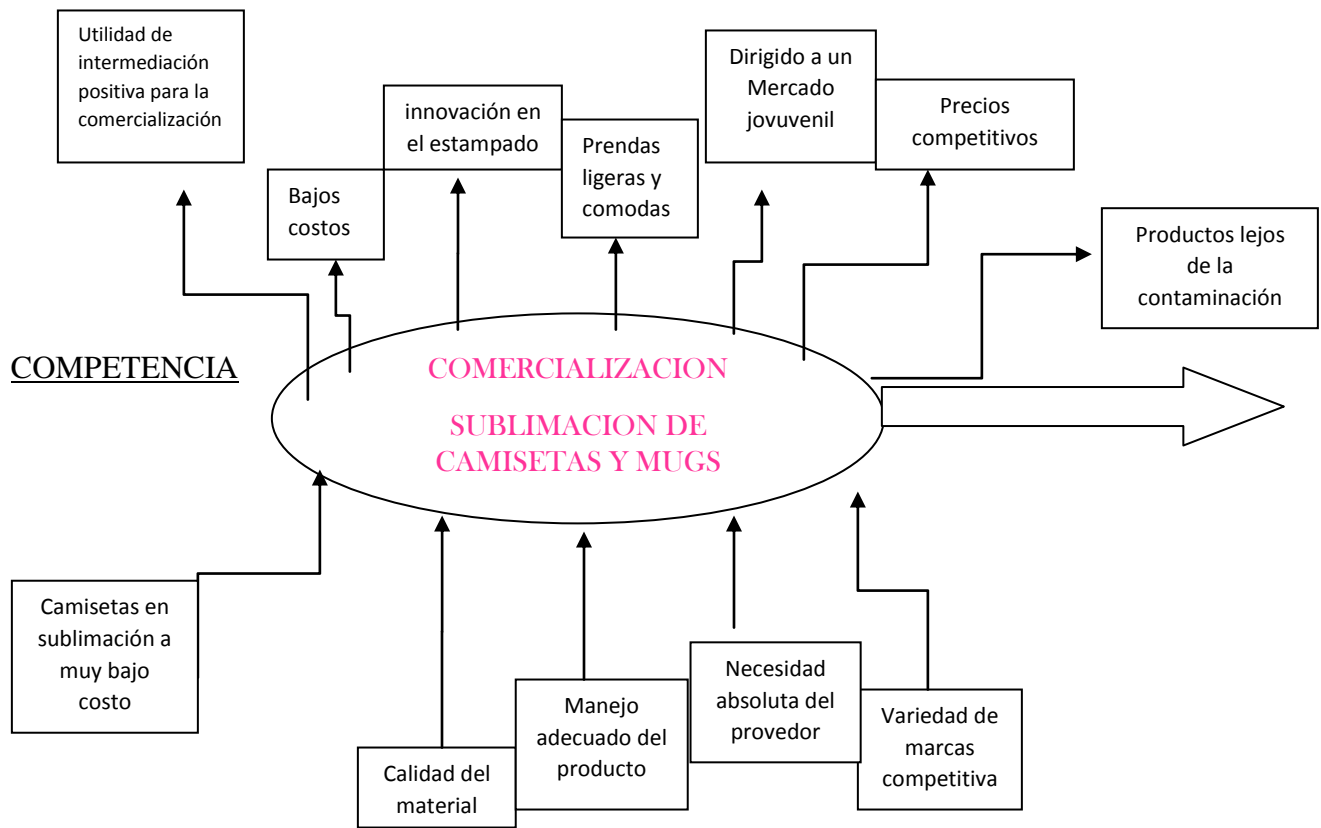 Utilidad de
intermediación
positiva para la
comercialización
Bajos
costos
innovación en
el estampado
Prendas
ligeras y
comodas
Dirigido a un
Mercado
jovuvenil
Precios
competitivos
Productos lejos
de la
contaminación
COMPETENCIA
COMERCIALIZACION
SUBLIMACION DE
CAMISETAS Y MUGS
Camisetas en
sublimación a
muy bajo
costo
Calidad del
material
Manejo
adecuado del
producto
Necesidad
absoluta del
provedor
Variedad de
marcas
competitiva